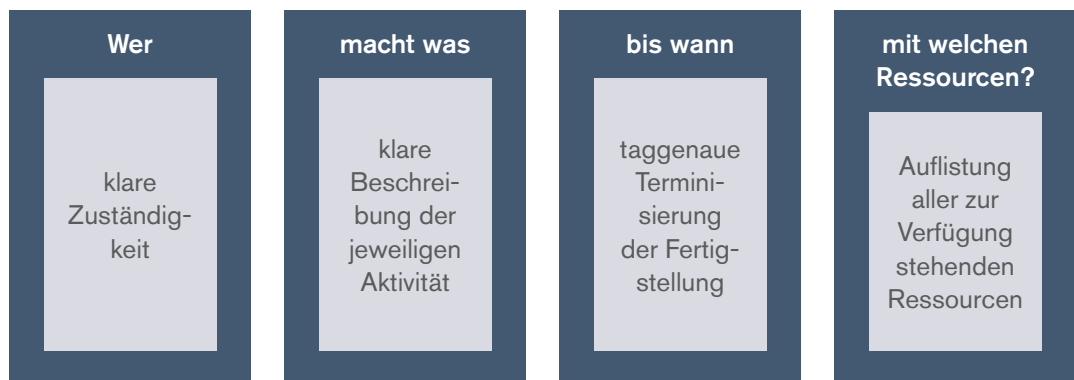 Wer
klare
Zuständig-
keit
macht was
klare
Beschrei-
bung der
jeweiligen
Aktivität
bis wann
taggenaue
Termini-
sierung
der Fertig-
stellung
mit welchen
Ressourcen?
Auflistung
aller zur
Verfügung
stehenden
Ressourcen